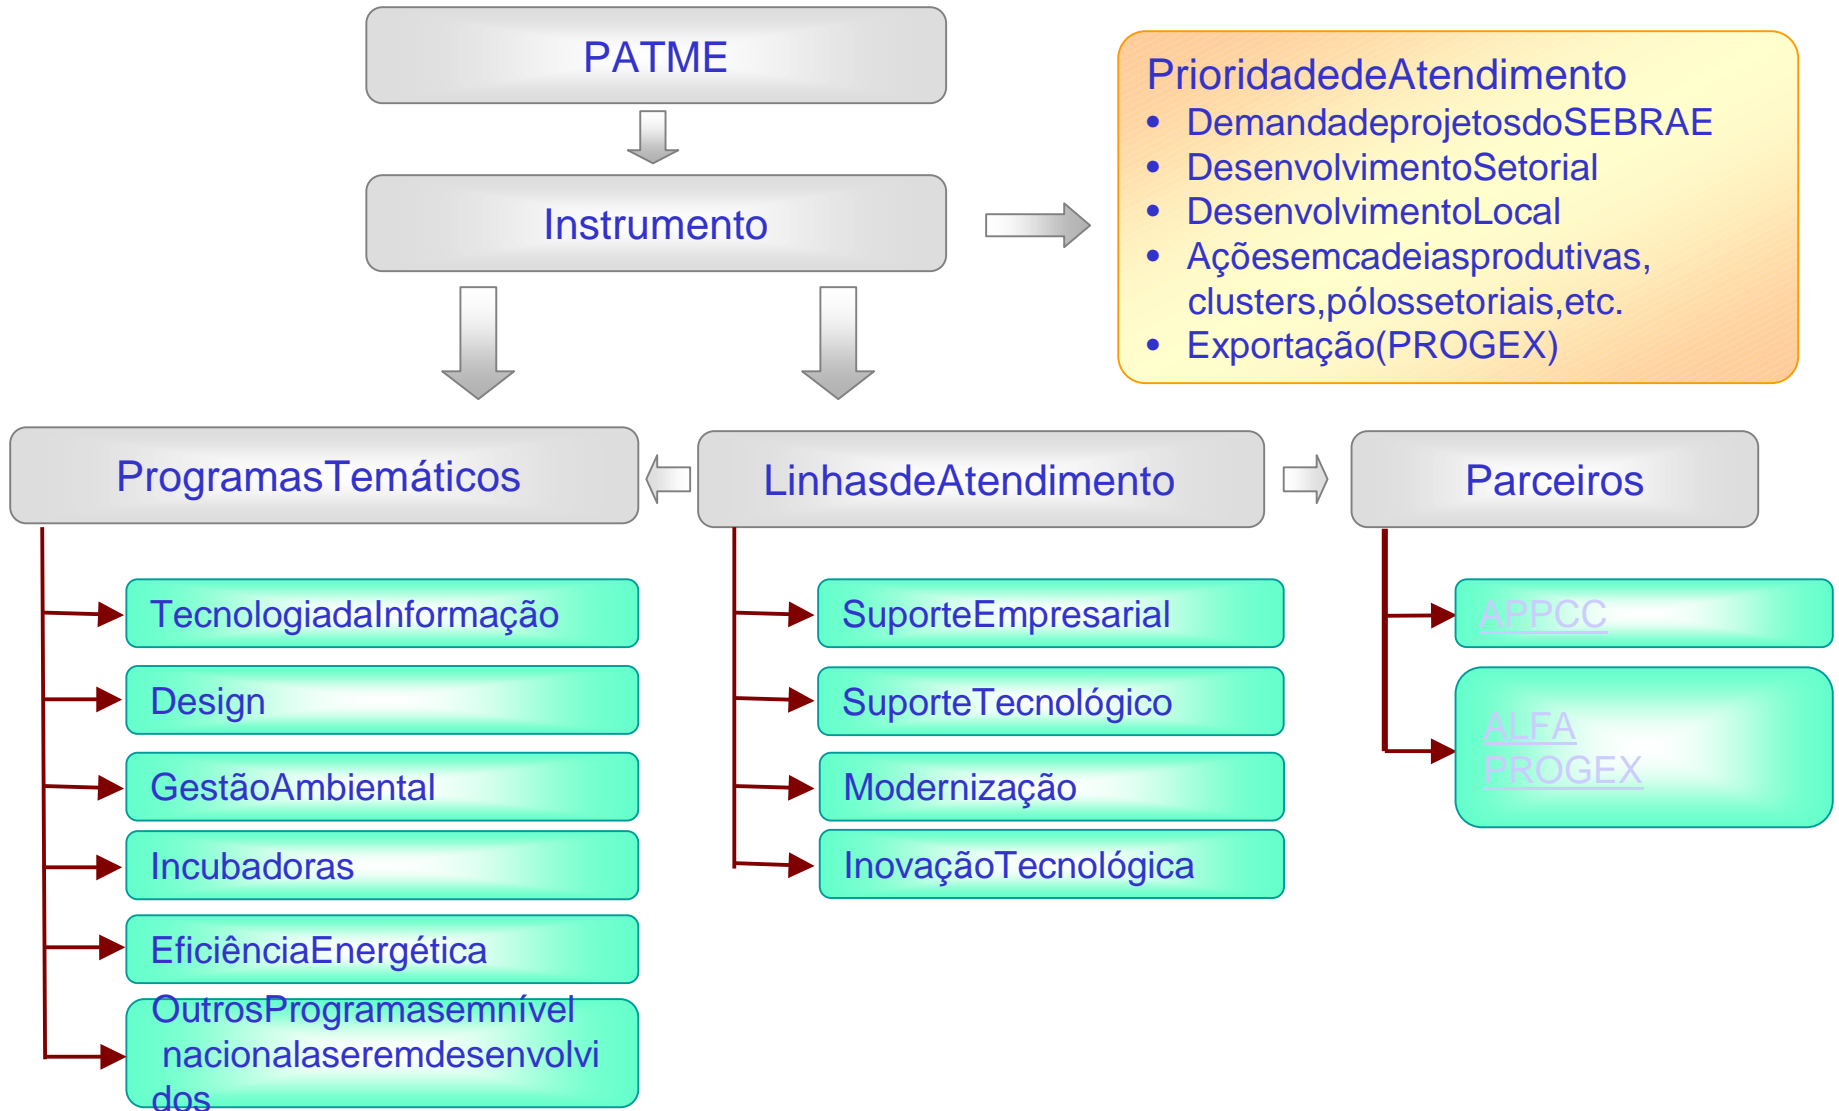 PATME
Instrumento
PrioridadedeAtendimento
• DemandadeprojetosdoSEBRAE
• DesenvolvimentoSetorial
• DesenvolvimentoLocal
• Açõesemcadeiasprodutivas,
clusters,pólossetoriais,etc.
• Exportação(PROGEX)
ProgramasTemáticos
TecnologiadaInformação
Design
GestãoAmbiental
Incubadoras
EficiênciaEnergética
OutrosProgramasemnível
nacionalaseremdesenvolvi
dos
LinhasdeAtendimento
SuporteEmpresarial
SuporteTecnológico
Modernização
InovaçãoTecnológica
Parceiros
APPCC
ALFA
PROGEX